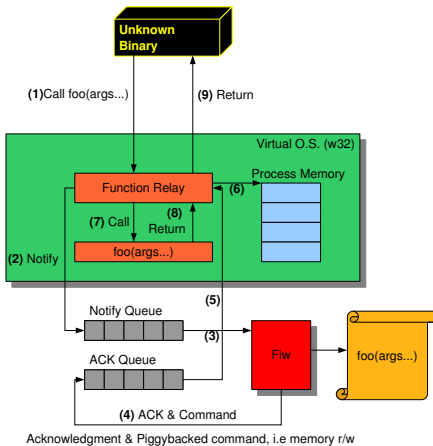 Unknown
Binary
(1)Call foo(args...)
(9) Return
Virtual O.S. (w32)
Process Memory
Function Relay
(6)
(7) Call
(8)
Return
foo(args...)
(2) Notify
(5)
Notify Queue
(3)
ACK Queue
Fiw
foo(args...)
(4) ACK & Command
Acknowledgment & Piggybacked command, i.e memory r/w